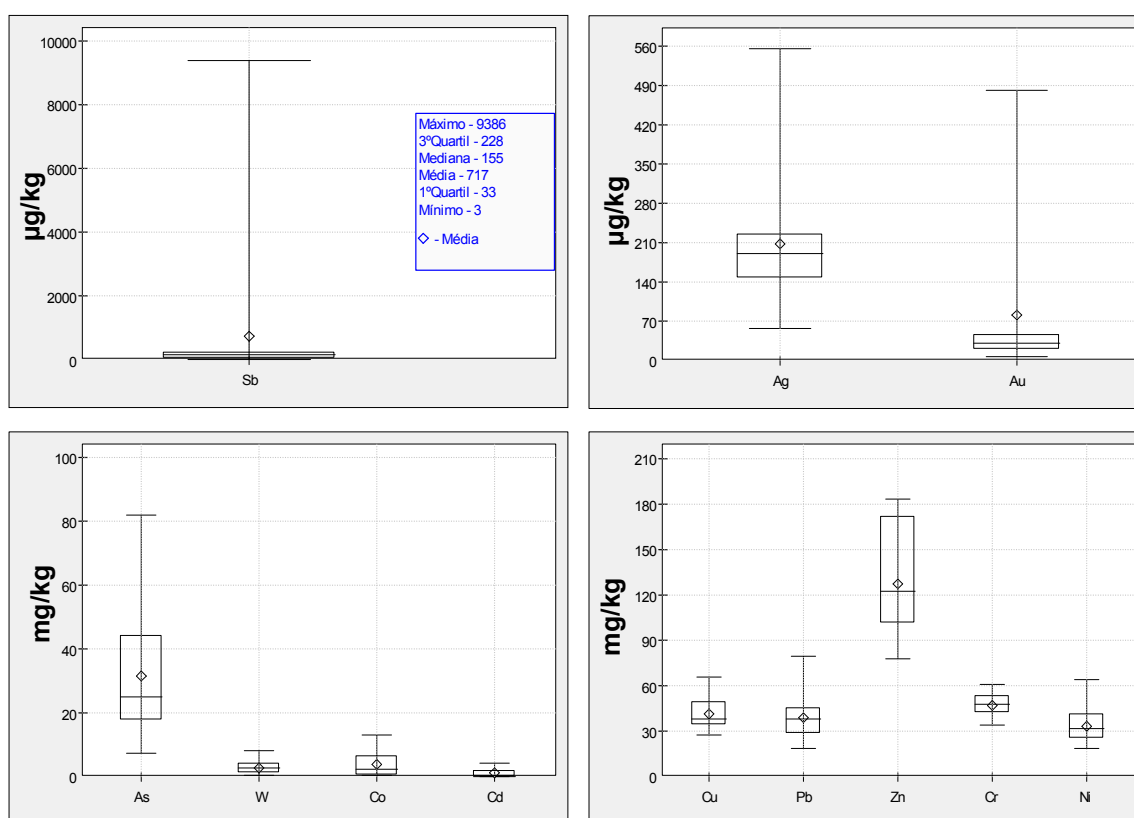 10000
8000
6000
4000
2000
0
µg/kg
Sb
Máximo - 9386
3ºQuartil - 228
Mediana - 155
Média - 717
1ºQuartil - 33
Mínimo - 3
- Média
560
490
420
350
280
210
140
70
0
µg/kg
Ag Au
100
80
60
40
20
0
mg/kg
As W Co Cd
210
180
150
120
90
60
30
0
mg/kg
Cu Pb Zn Cr Ni